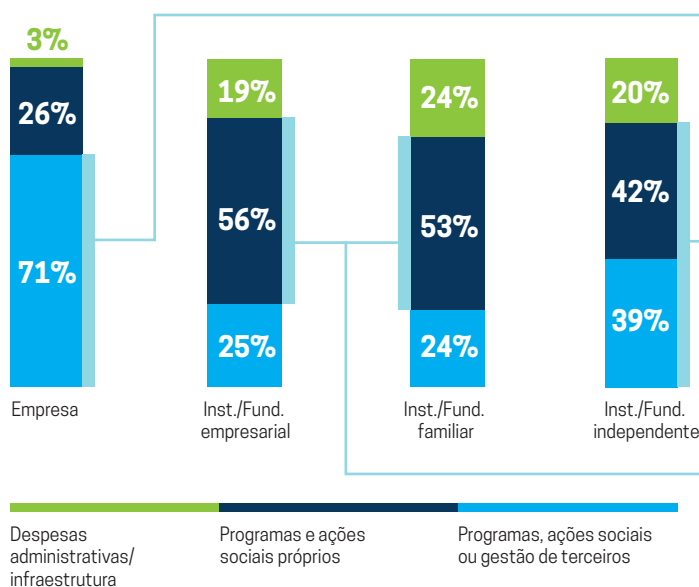 3%
26%
71%
19%
56%
25%
24%
53%
24%
20%
42%
39%
Empresa
Inst./Fund.
empresarial
Inst./Fund.
familiar
Inst./Fund.
independente
Despesas
administrativas/
infraestrutura
Programas e ações
sociais próprios
Programas, ações sociais
ou gestão de terceiros